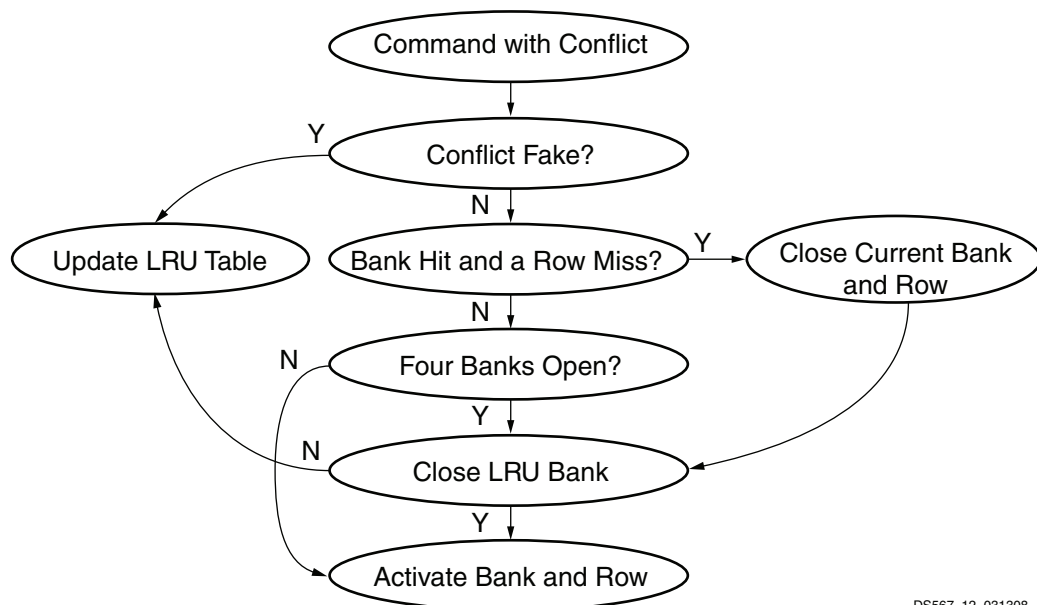 Command with Conflict
Y
Conflict Fake?
N
Update LRU Table
Bank Hit and a Row Miss?
Y
Close Current Bank
and Row
N
N
Four Banks Open?
Y
N
Close LRU Bank
Y
Activate Bank and Row
DS567_12_031308